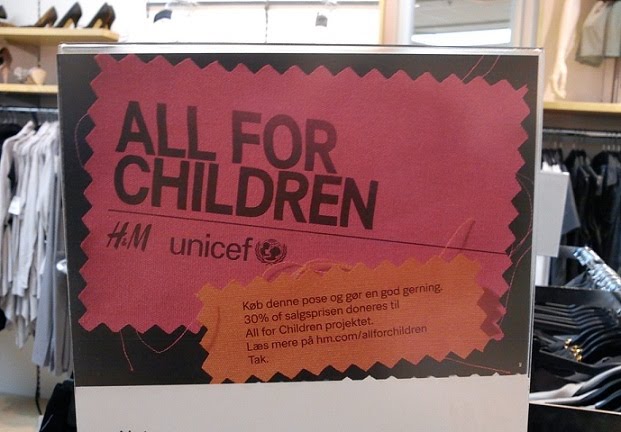 ALL FOR
CHILDREN
H&M unicef
Køb denne pose og gør en god gerning.
30% of salgsprisen doneres til
All for Children projektet.
Læs mere på hm.com/allforchildren
Tak.